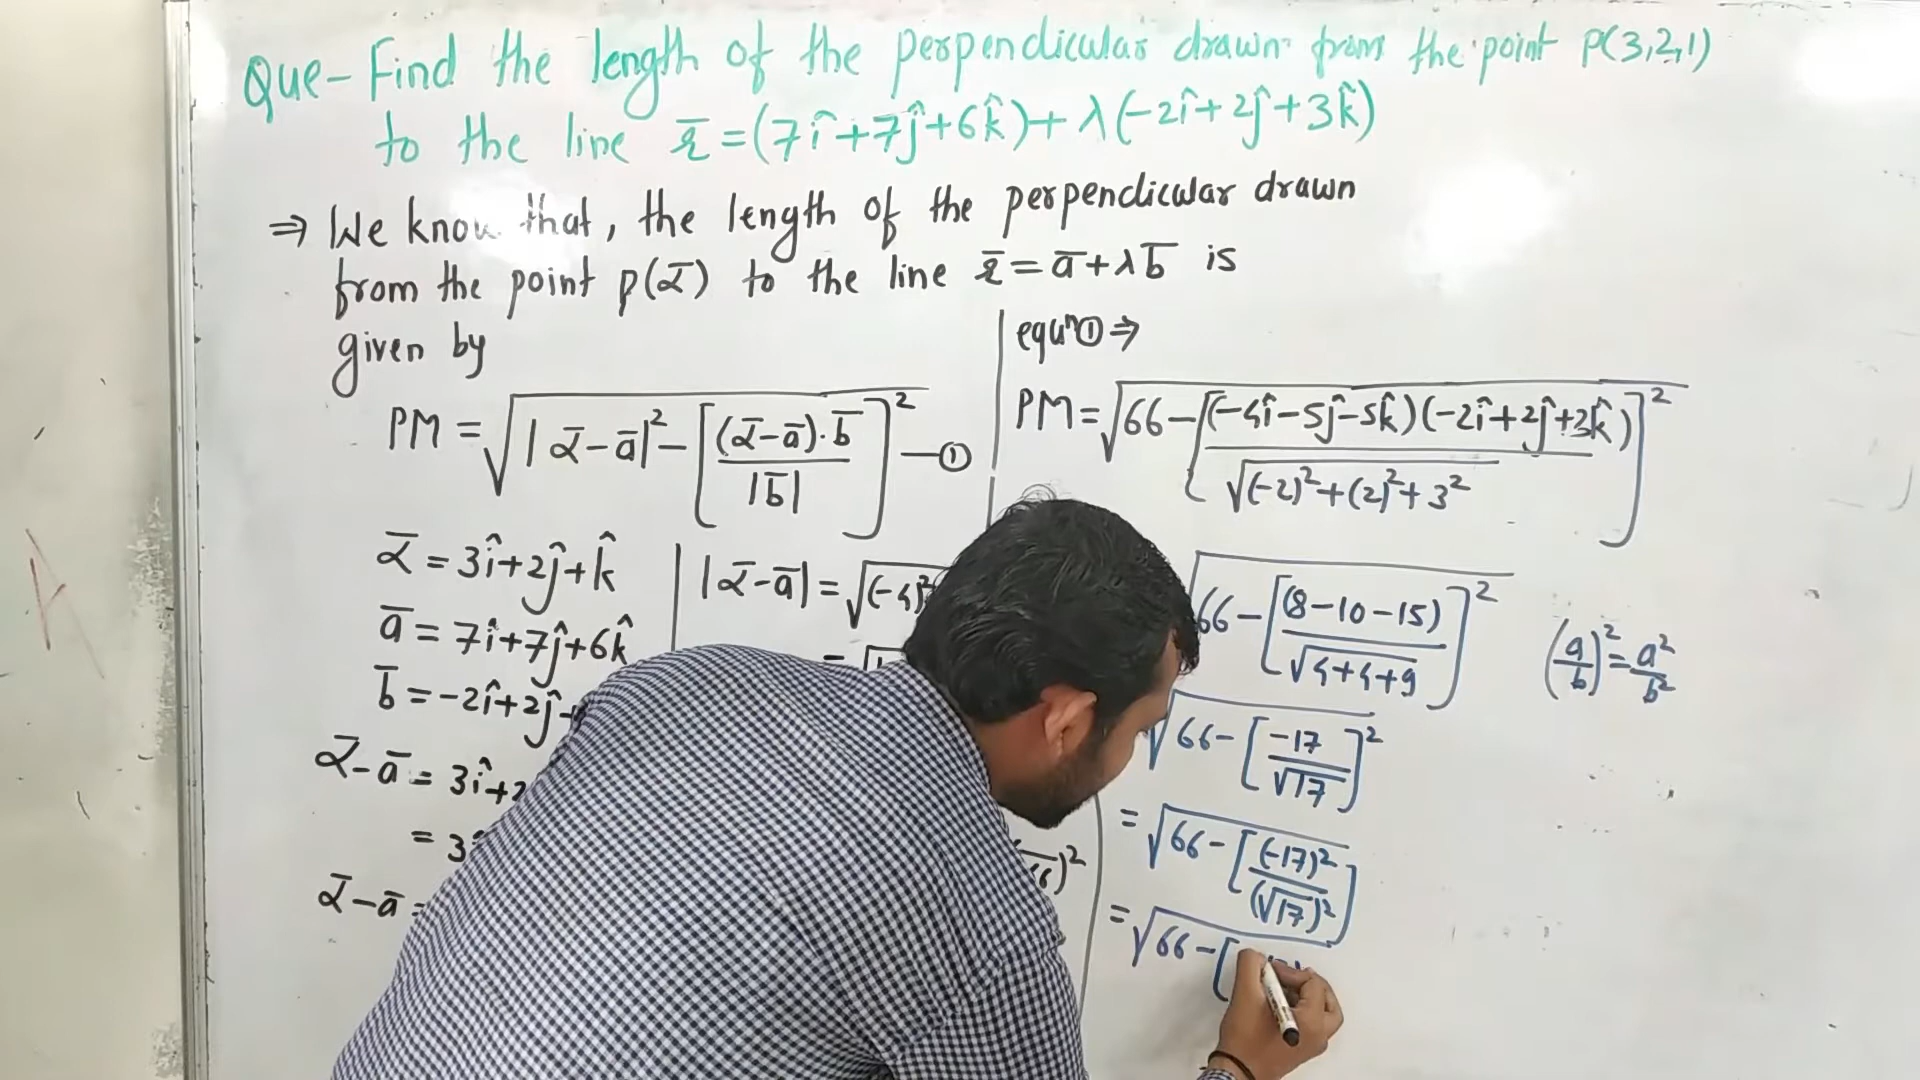 Que- Find the length of the perpendicular drawn from the point P(3,2,1)
to the line r̄ = (7î+7ĵ+6k̂) + λ(-2î+2ĵ+3k̂)
⇒ We know that, the length of the perpendicular drawn
from the point P(ᾱ) to the line r̄ = ā+λb̄ is
given by
PM = √(|ᾱ-ā|² - [(ᾱ-ā)·b̄ / |b̄|]²) —①
ᾱ = 3î+2ĵ+k̂
ā = 7î+7ĵ+6k̂
b̄ = -2î+2ĵ+
ᾱ-ā = 3î+2
= 3
ᾱ-ā =
|ᾱ-ā| = √(-4)²
= √
)²
equⁿ① ⇒
PM = √(66 - [(-4î-5ĵ-5k̂)(-2î+2ĵ+3k̂) / √((-2)²+(2)²+3²)]²)
√(66 - [(8-10-15) / √(4+4+9)]²)
(a/b)² = a²/b²
√(66 - [-17/√17]²)
= √(66 - [(-17)²/(√17)²])
= √(66 - [